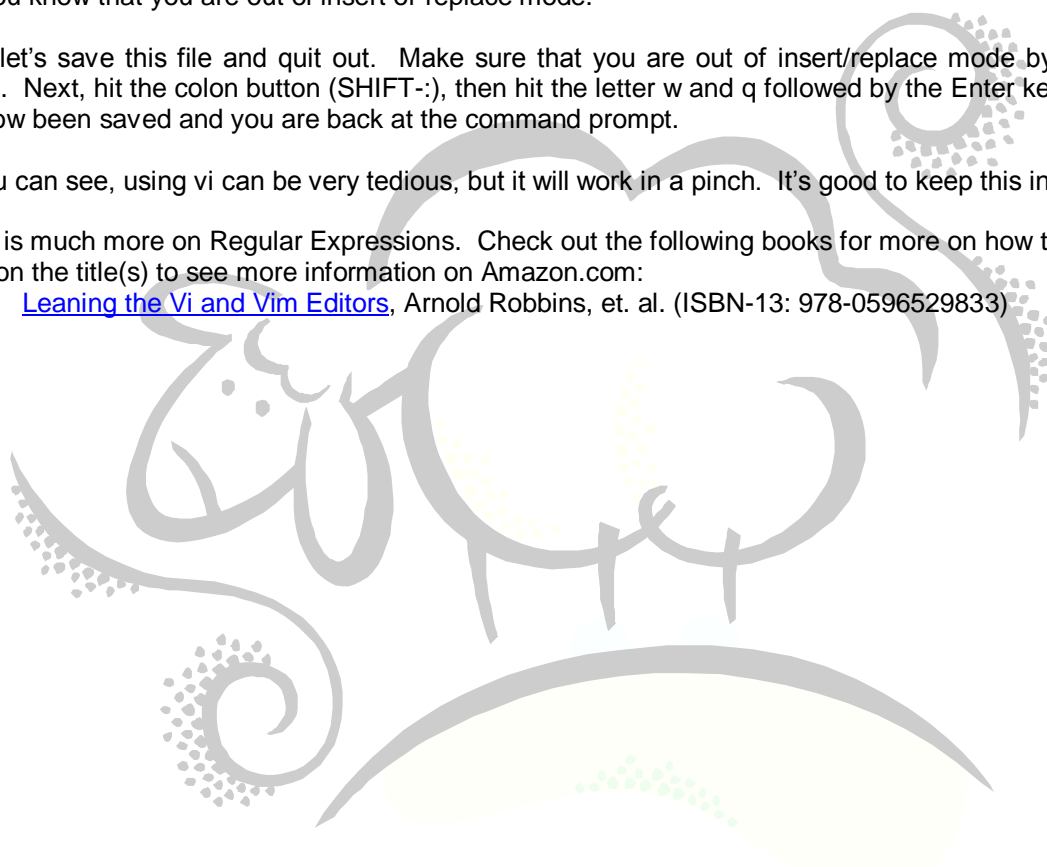 ou know that you are out of insert or replace mode.
let's save this file and quit out. Make sure that you are out of insert/replace mode by
. Next, hit the colon button (SHIFT-:), then hit the letter w and q followed by the Enter ke
ow been saved and you are back at the command prompt.
u can see, using vi can be very tedious, but it will work in a pinch. It's good to keep this in
is much more on Regular Expressions. Check out the following books for more on how t
on the title(s) to see more information on Amazon.com:
Leaning the Vi and Vim Editors, Arnold Robbins, et. al. (ISBN-13: 978-0596529833)